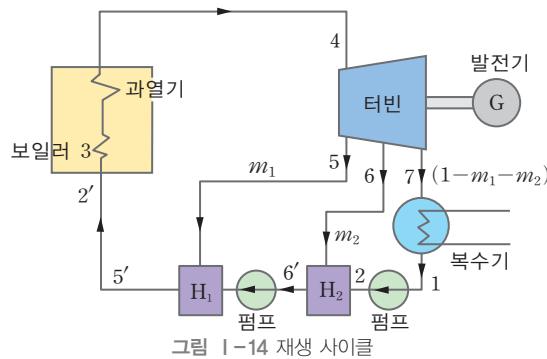 4
과열기
발전기
터빈
G
보일러 3
m₁
5
6
7
(1−m₁−m₂)
2′
m₂
복수기
5′
H₁
6′
H₂
2
1
펌프
펌프
그림 Ⅰ-14 재생 사이클